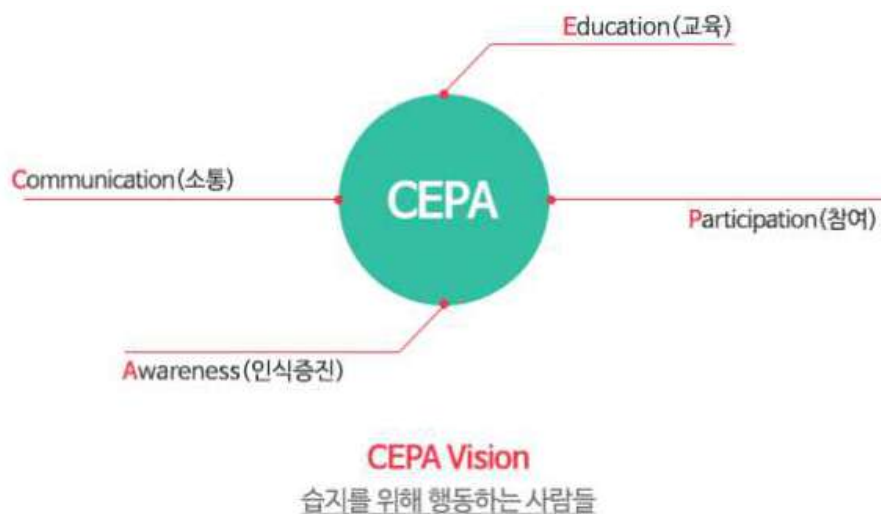 Education(교육)
Communication(소통)
CEPA
Participation(참여)
Awareness(인식증진)
CEPA Vision
습지를 위해 행동하는 사람들